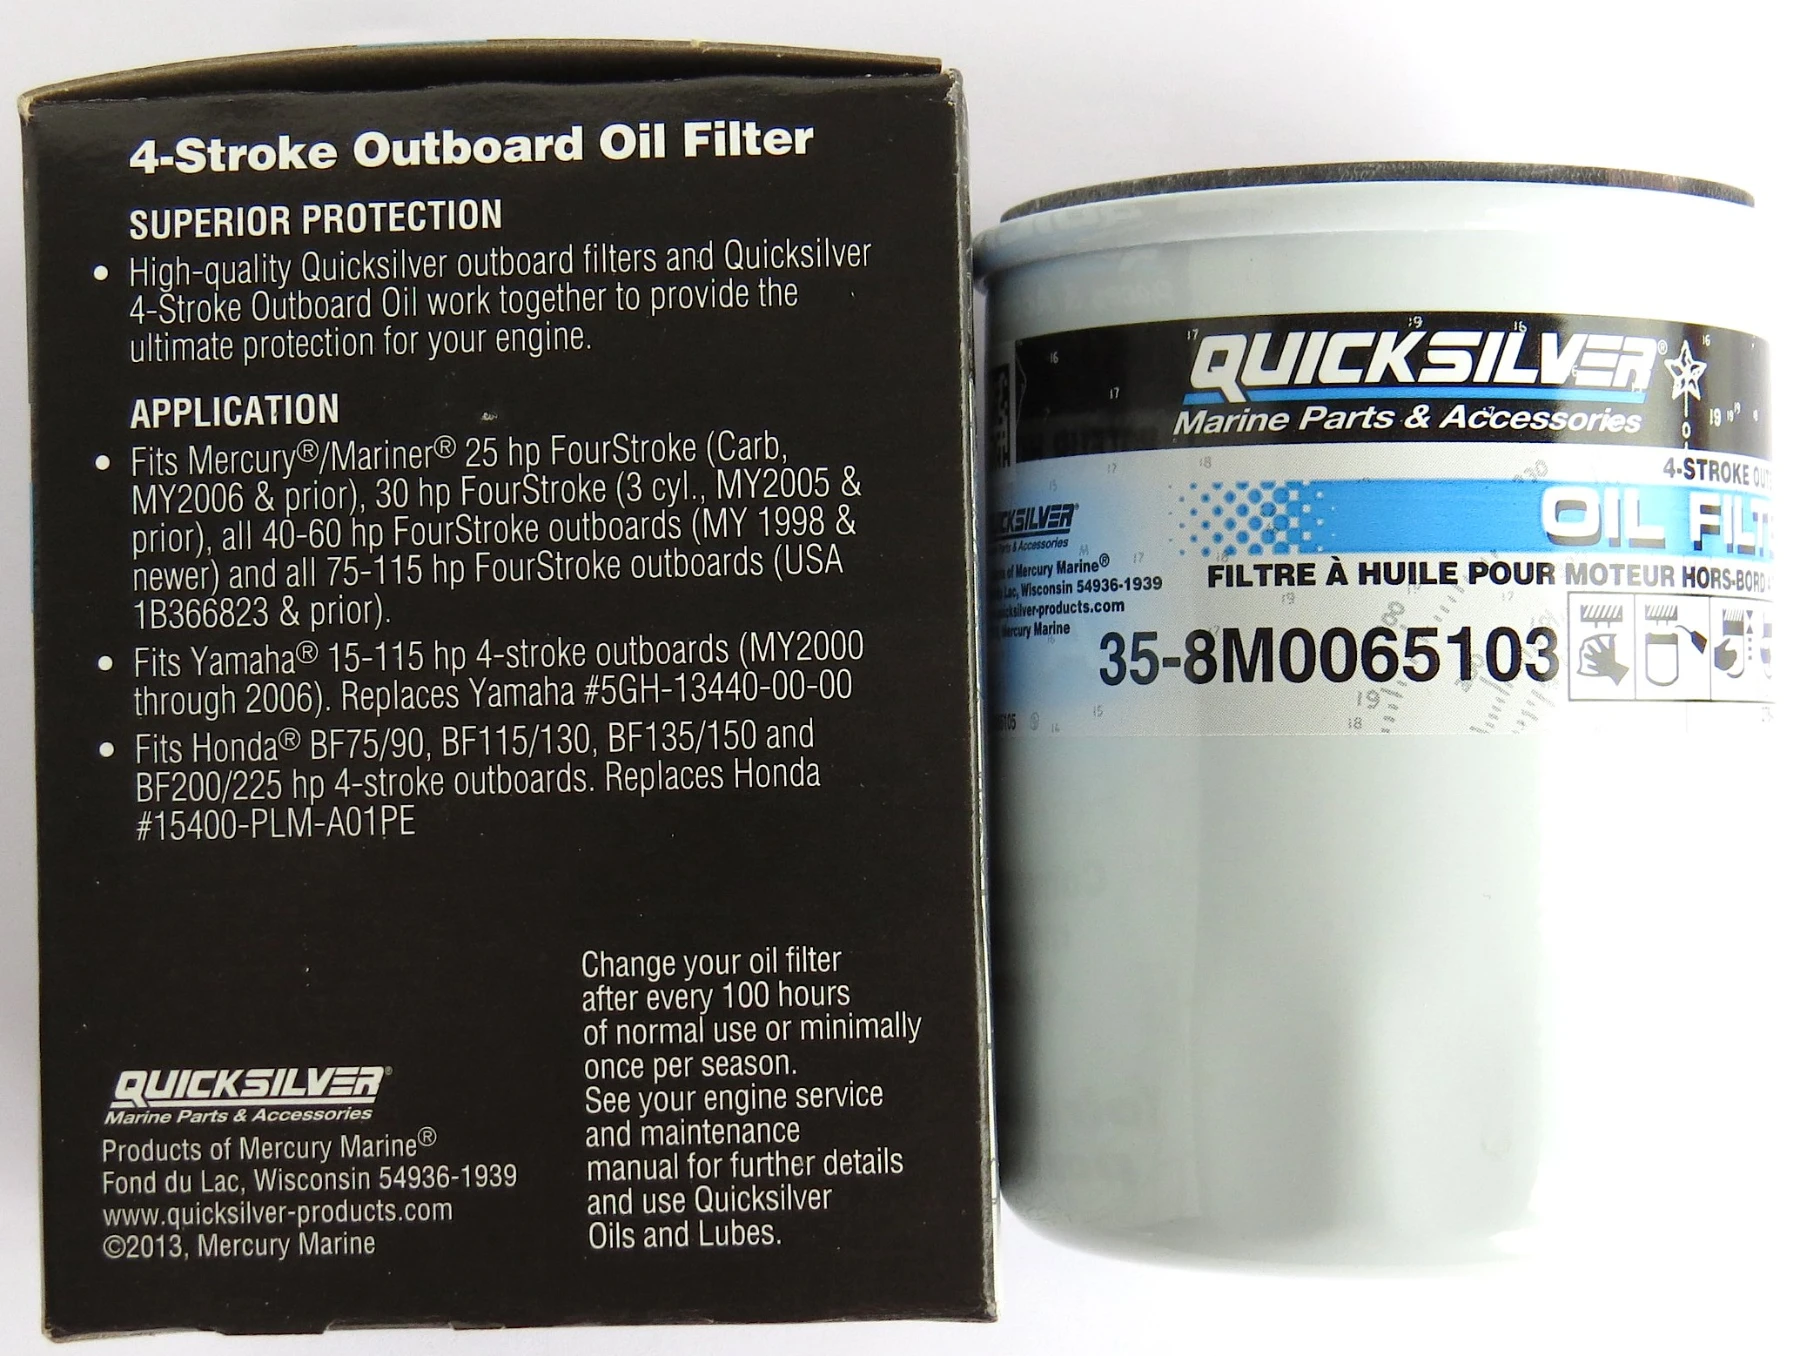 4-Stroke Outboard Oil Filter
SUPERIOR PROTECTION
• High-quality Quicksilver outboard filters and Quicksilver
4-Stroke Outboard Oil work together to provide the
ultimate protection for your engine.
APPLICATION
• Fits Mercury®/Mariner® 25 hp FourStroke (Carb,
MY2006 & prior), 30 hp FourStroke (3 cyl., MY2005 &
prior), all 40-60 hp FourStroke outboards (MY 1998 &
newer) and all 75-115 hp FourStroke outboards (USA
1B366823 & prior).
• Fits Yamaha® 15-115 hp 4-stroke outboards (MY2000
through 2006). Replaces Yamaha #5GH-13440-00-00
• Fits Honda® BF75/90, BF115/130, BF135/150 and
BF200/225 hp 4-stroke outboards. Replaces Honda
#15400-PLM-A01PE
Change your oil filter
after every 100 hours
of normal use or minimally
once per season.
See your engine service
and maintenance
manual for further details
and use Quicksilver
Oils and Lubes.
QUICKSILVER®
Marine Parts & Accessories
Products of Mercury Marine®
Fond du Lac, Wisconsin 54936-1939
www.quicksilver-products.com
©2013, Mercury Marine
QUICKSILVER®
Marine Parts & Accessories
4-STROKE
OIL
FILTRE À HUILE POUR MOTEUR HORS-BORD
35-8M0065103
Parts & Accessories
of Mercury Marine®
Lac, Wisconsin 54936-1939
Mercury Marine